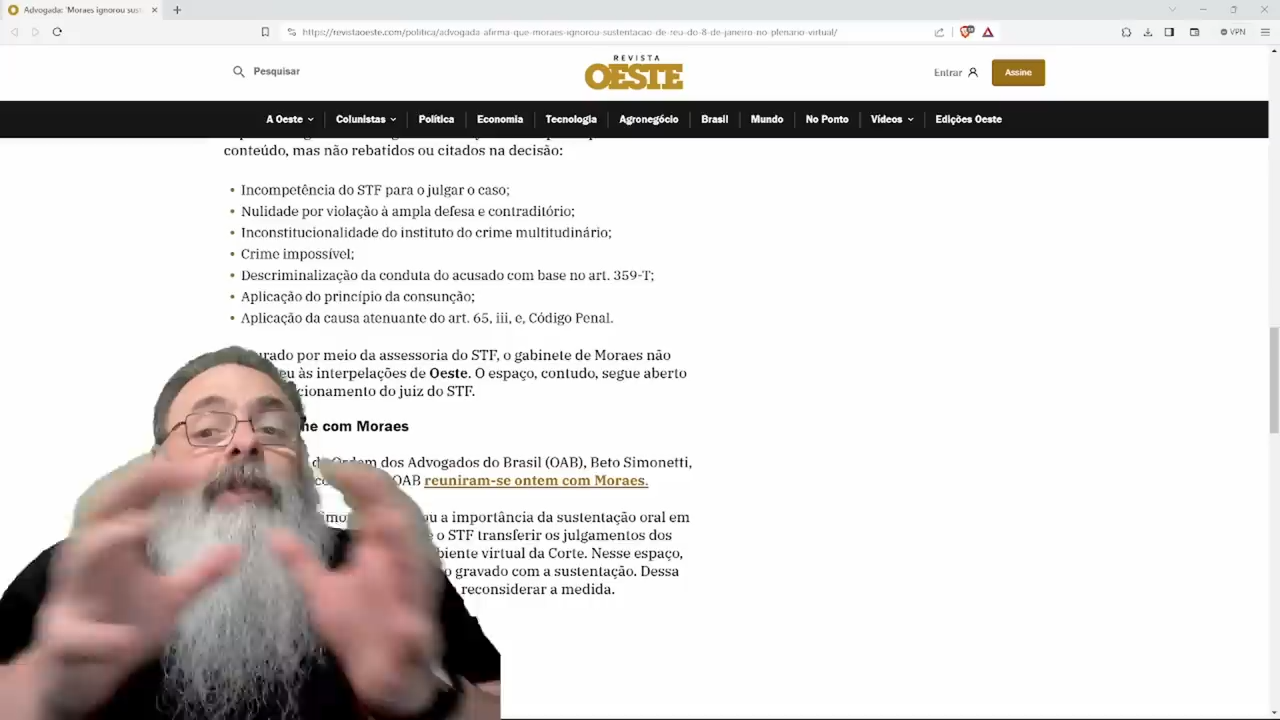 Advogada: 'Moraes ignorou sust
https://revistaoeste.com/politica/advogada-afirma-que-moraes-ignorou-sustentacao-de-reu-do-8-de-janeiro-no-plenario-virtual/
VPN
Pesquisar
REVISTA
OESTE
Entrar
Assine
A Oeste
Colunistas
Política
Economia
Tecnologia
Agronegócio
Brasil
Mundo
No Ponto
Vídeos
Edições Oeste
conteúdo, mas não rebatidos ou citados na decisão:
• Incompetência do STF para o julgar o caso;
• Nulidade por violação à ampla defesa e contraditório;
• Inconstitucionalidade do instituto do crime multitudinário;
• Crime impossível;
• Descriminalização da conduta do acusado com base no art. 359-T;
• Aplicação do princípio da consunção;
• Aplicação da causa atenuante do art. 65, iii, e, Código Penal.
urado por meio da assessoria do STF, o gabinete de Moraes não
eu às interpelações de Oeste. O espaço, contudo, segue aberto
cionamento do juiz do STF.
ne com Moraes
Ordem dos Advogados do Brasil (OAB), Beto Simonetti,
OAB reuniram-se ontem com Moraes.
ou a importância da sustentação oral em
e o STF transferir os julgamentos dos
biente virtual da Corte. Nesse espaço,
o gravado com a sustentação. Dessa
reconsiderar a medida.